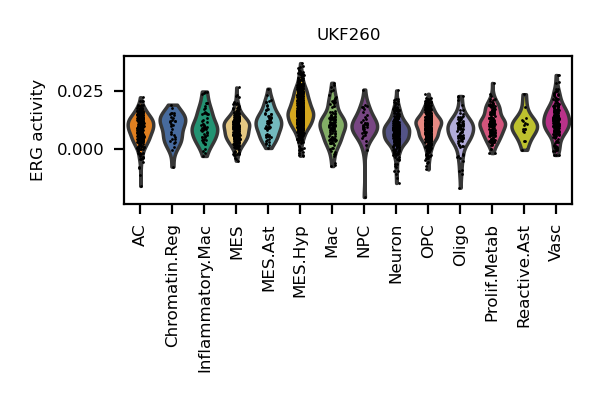 UKF260
ERG activity
0.025
0.000
AC
Chromatin.Reg
Inflammatory.Mac
MES
MES.Ast
MES.Hyp
Mac
NPC
Neuron
OPC
Oligo
Prolif.Metab
Reactive.Ast
Vasc